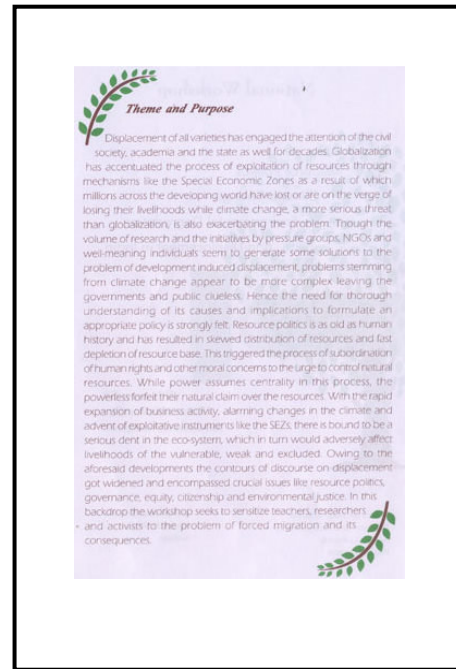 Theme and Purpose
Displacement of all varieties has engaged the attention of the civil
society, academia and the state as well for decades. Globalization
has accentuated the process of exploitation of resources through
mechanisms like the Special Economic Zones as a result of which
millions across the developing world have lost or are on the verge of
losing their livelihoods while climate change, a more serious threat
than globalization, is also exacerbating the problem. Though the
volume of research and the initiatives by pressure groups, NGOs and
well-meaning individuals seem to generate some solutions to the
problem of development induced displacement, problems stemming
from climate change appear to be more complex leaving the
governments and public clueless. Hence the need for thorough
understanding of its causes and implications to formulate an
appropriate policy is strongly felt. Resource politics is as old as human
history and has resulted in skewed distribution of resources and fast
depletion of resource base. This triggered the process of subordination
of human rights and other moral concerns to the urge to control natural
resources. While power assumes centrality in this process, the
powerless forfeit their natural claim over the resources. With the rapid
expansion of business activity, alarming changes in the climate and
advent of exploitative instruments like the SEZs, there is bound to be a
serious dent in the eco-system, which in turn would adversely affect
livelihoods of the vulnerable, weak and excluded. Owing to the
aforesaid developments the contours of discourse on displacement
got widened and encompassed crucial issues like resource politics,
governance, equity, citizenship and environmental justice. In this
backdrop the workshop seeks to sensitize teachers, researchers
and activists to the problem of forced migration and its
consequences.